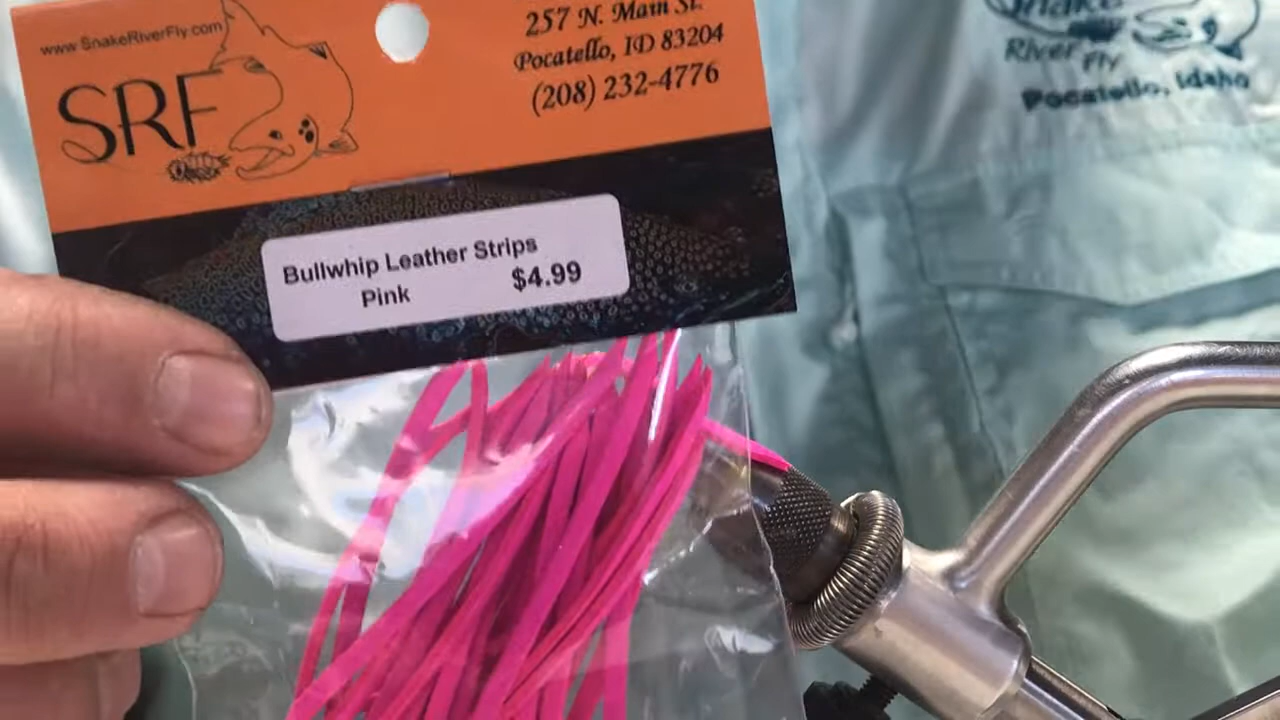 www.SnakeRiverFly.com
SRF
257 N. Main St.
Pocatello, ID 83204
(208) 232-4776
Bullwhip Leather Strips
Pink $4.99
Snake
River Fly
Pocatello, Idaho